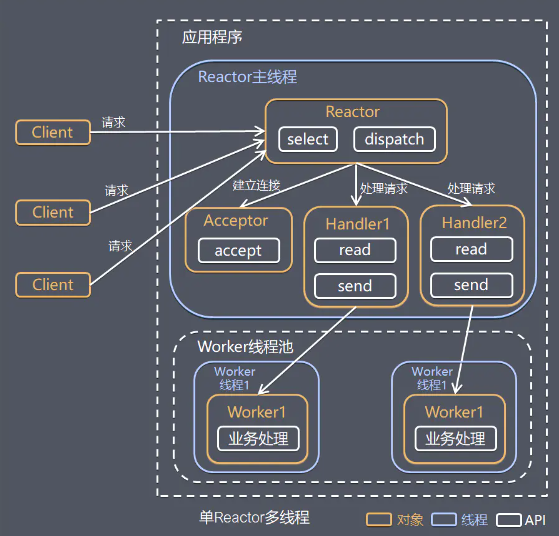 应用程序
Reactor主线程
Reactor
select
dispatch
Client
请求
Client
请求
Client
请求
建立连接
处理请求
处理请求
Acceptor
accept
Handler1
read
send
Handler2
read
send
Worker线程池
Worker
线程1
Worker1
业务处理
Worker
线程1
Worker1
业务处理
单Reactor多线程
对象
线程
API